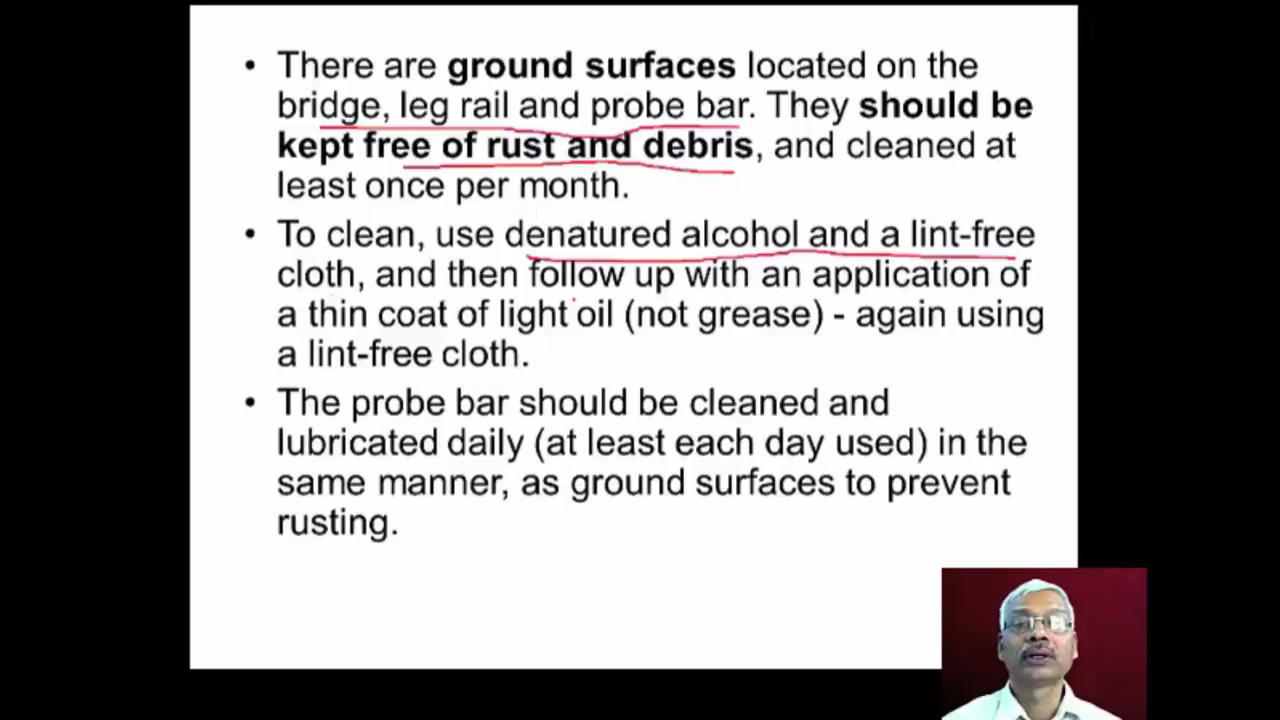 • There are ground surfaces located on the
bridge, leg rail and probe bar. They should be
kept free of rust and debris, and cleaned at
least once per month.
• To clean, use denatured alcohol and a lint-free
cloth, and then follow up with an application of
a thin coat of light oil (not grease) - again using
a lint-free cloth.
• The probe bar should be cleaned and
lubricated daily (at least each day used) in the
same manner, as ground surfaces to prevent
rusting.